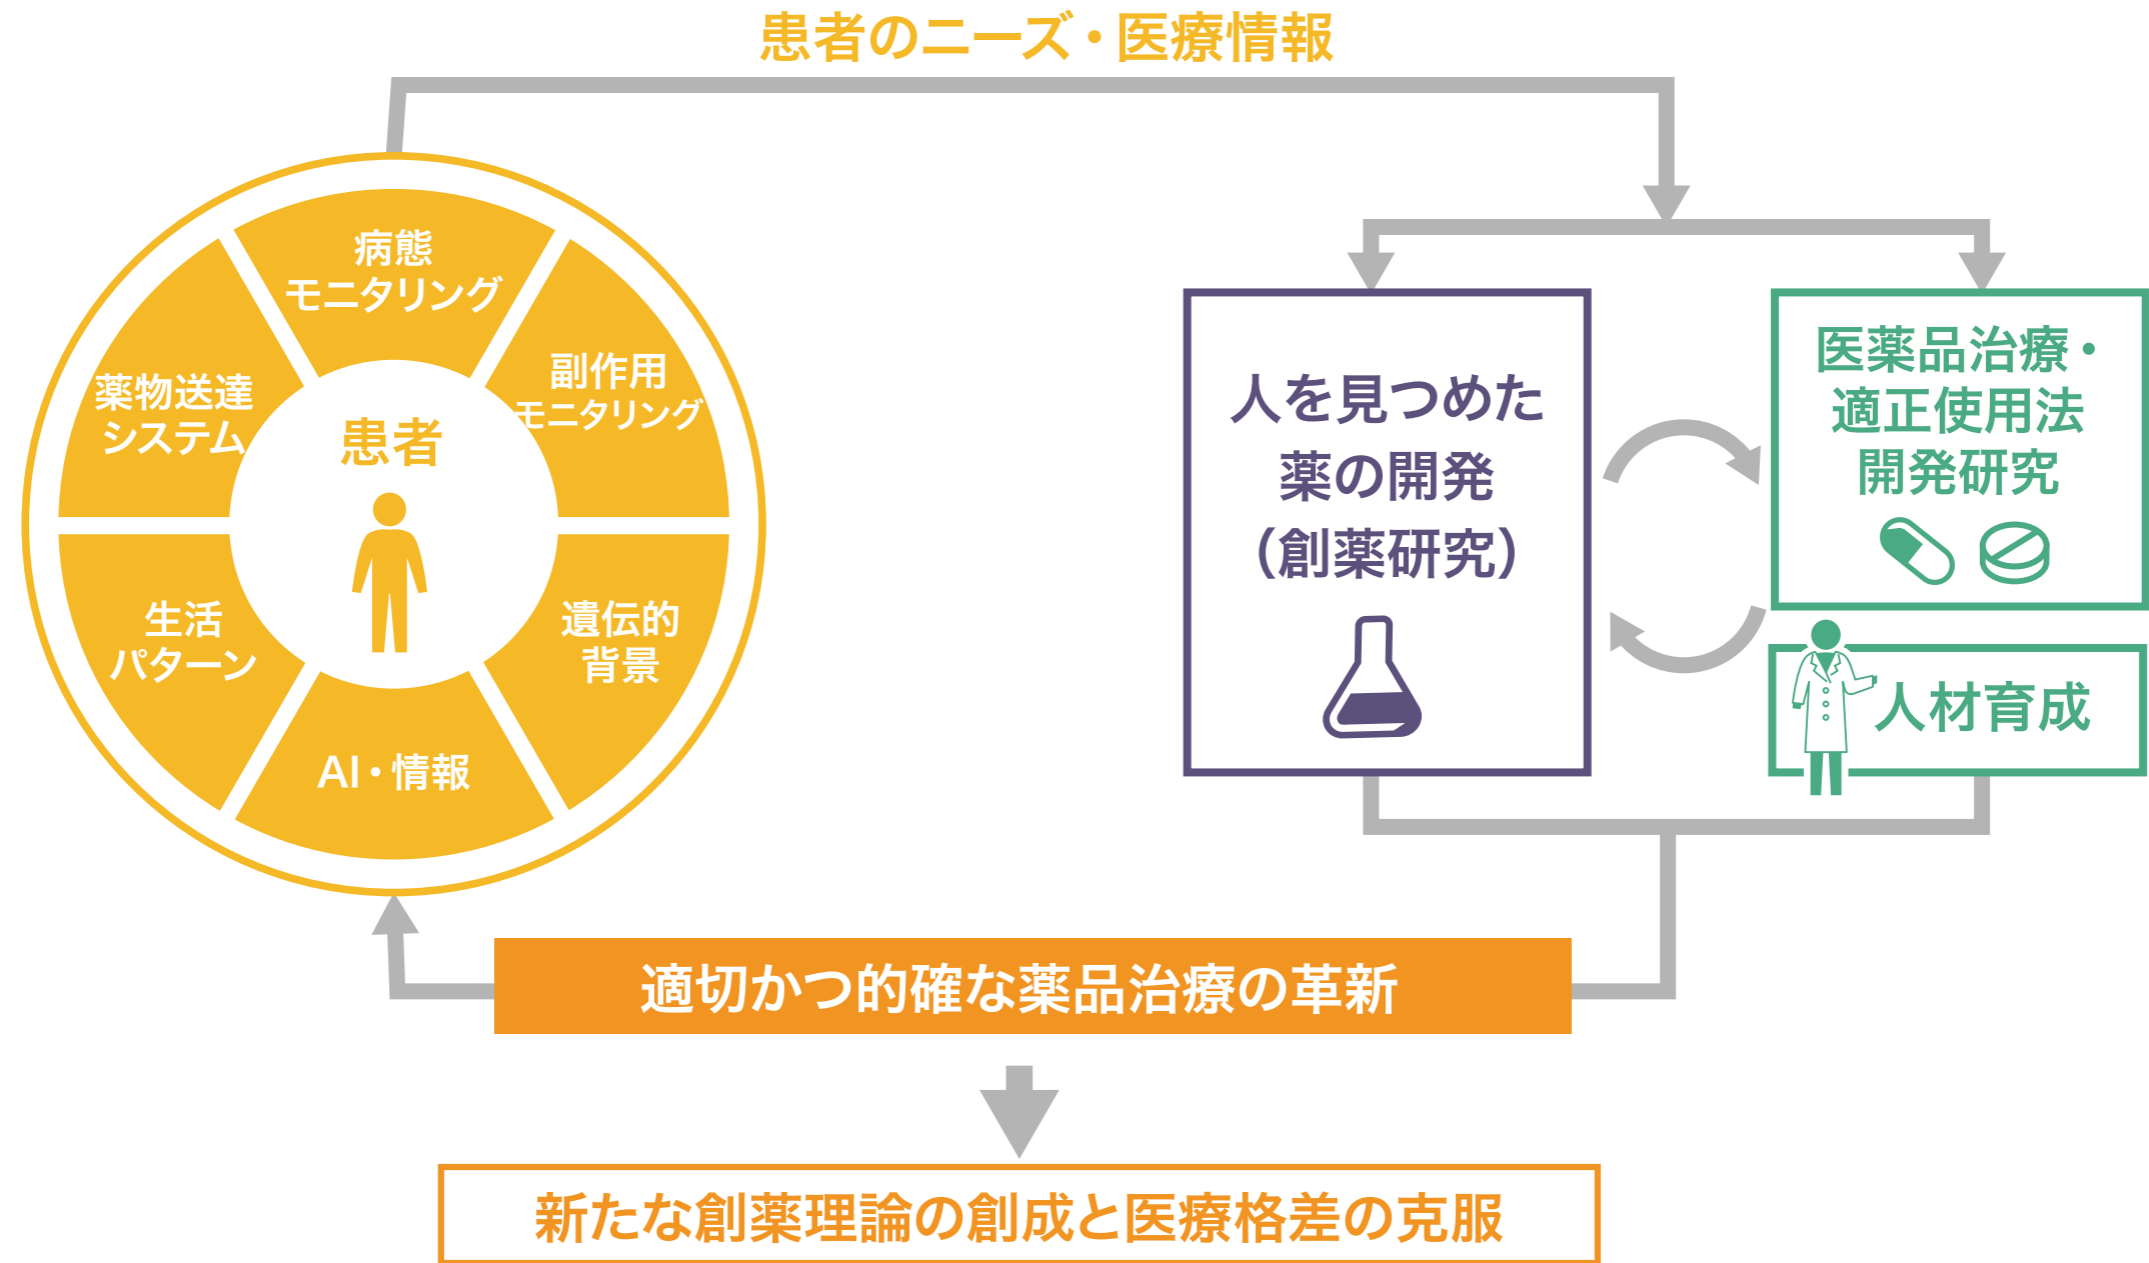 患者のニーズ・医療情報
病態
モニタリング
副作用
モニタリング
薬物送達
システム
患者
生活
パターン
遺伝的
背景
AI・情報
人を見つめた
薬の開発
（創薬研究）
医薬品治療・
適正使用法
開発研究
人材育成
適切かつ的確な薬品治療の革新
新たな創薬理論の創成と医療格差の克服